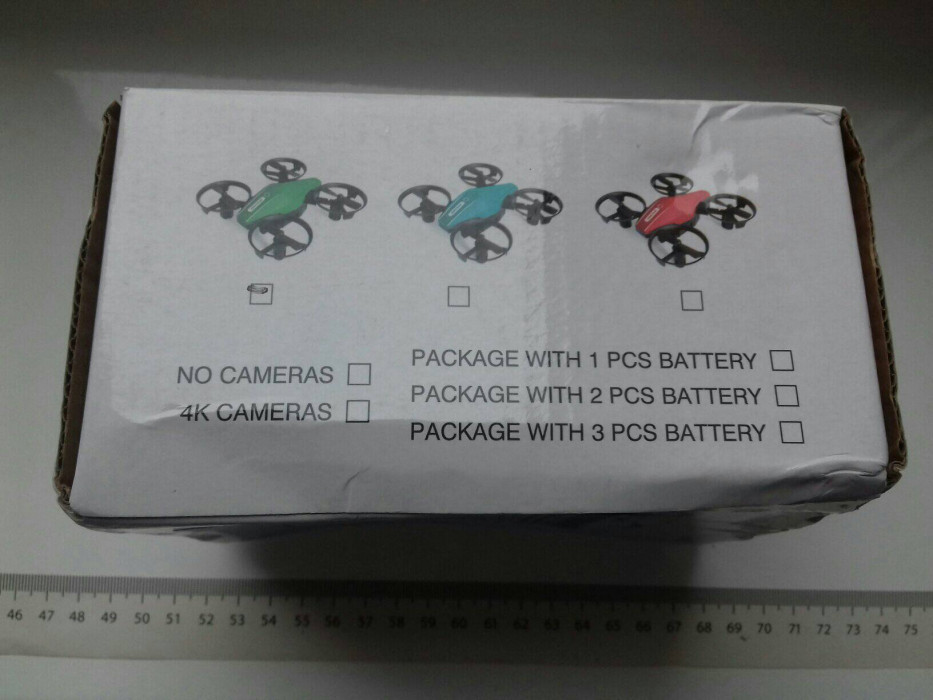 NO CAMERAS
4K CAMERAS
PACKAGE WITH 1 PCS BATTERY
PACKAGE WITH 2 PCS BATTERY
PACKAGE WITH 3 PCS BATTERY
46 47 48 49 50 51 52 53 54 55 56 57 58 59 60 61 62 63 64 65 66 67 68 69 70 71 72 73 74 75